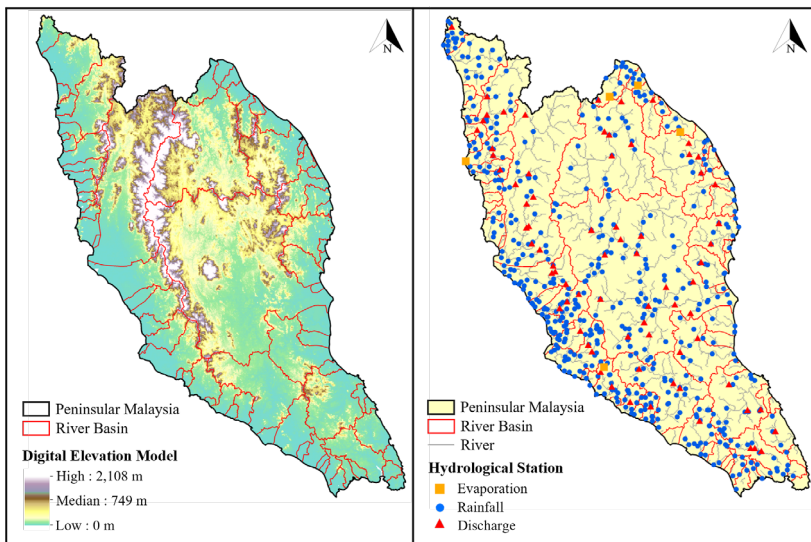 N
Peninsular Malaysia
River Basin
Digital Elevation Model
High : 2,108 m
Median : 749 m
Low : 0 m
N
Peninsular Malaysia
River Basin
River
Hydrological Station
Evaporation
Rainfall
Discharge